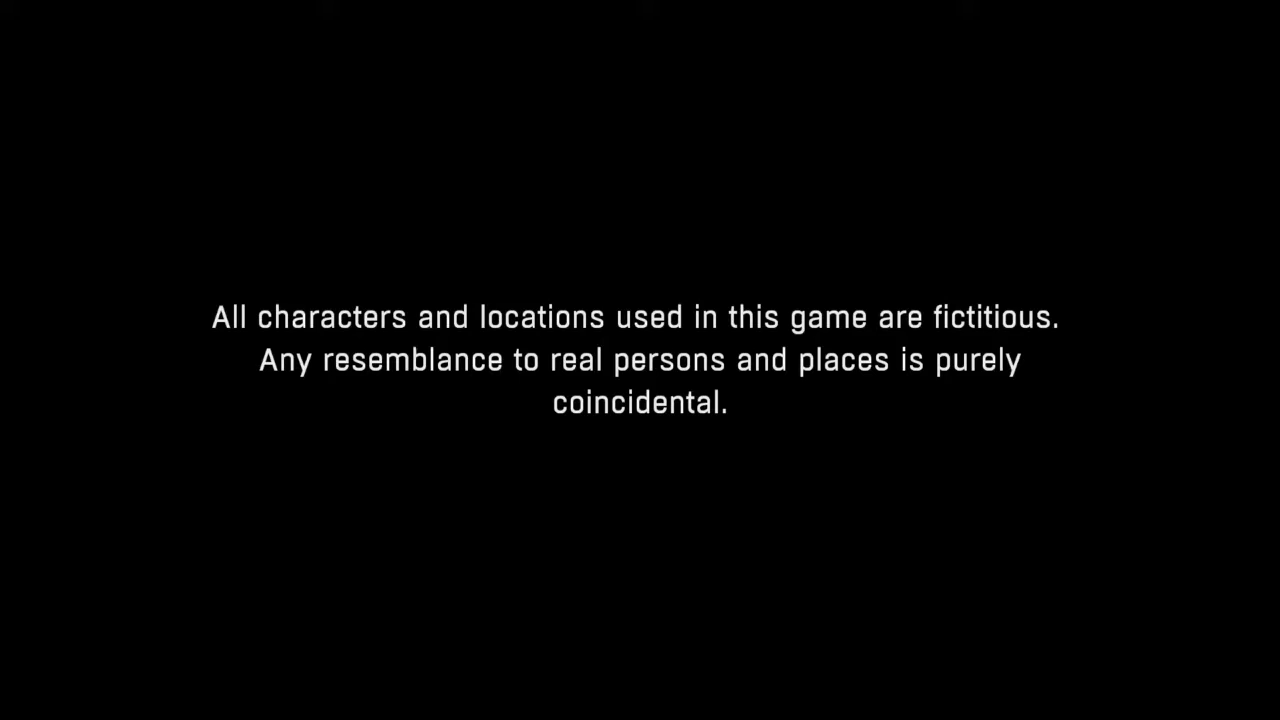 All characters and locations used in this game are fictitious.
Any resemblance to real persons and places is purely
coincidental.